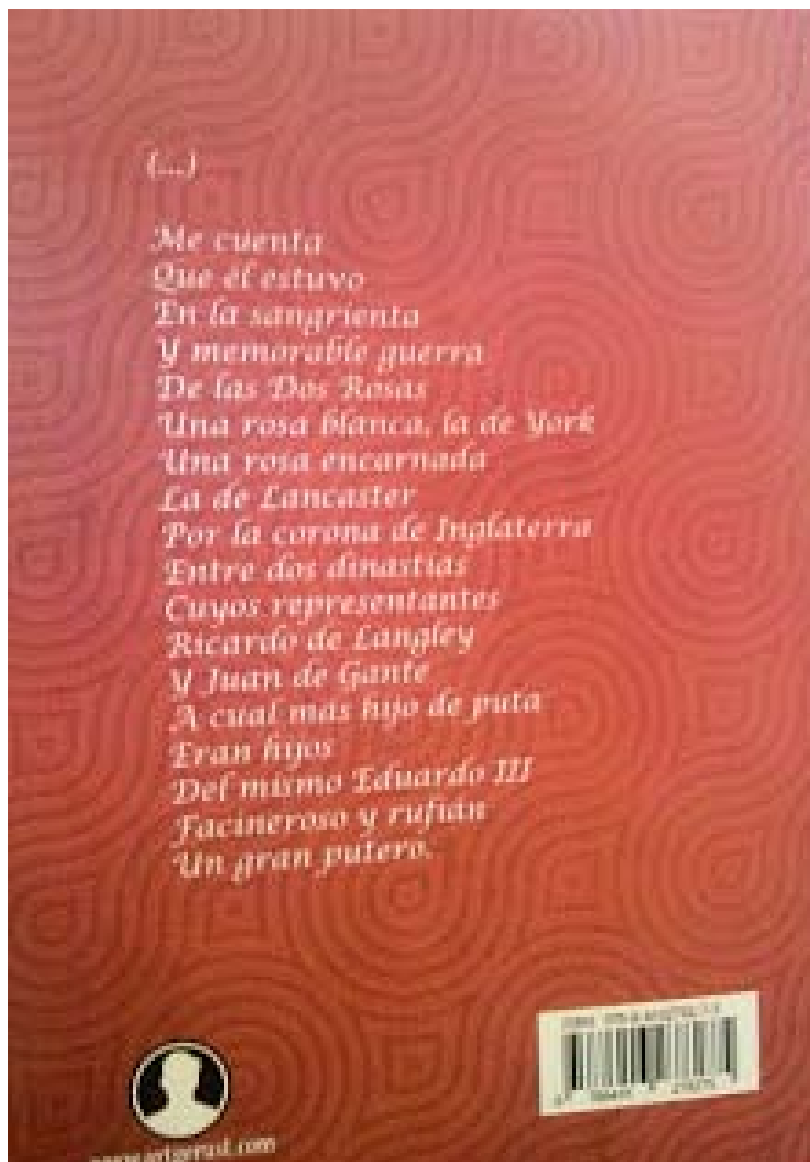 (...)
Me cuenta
Que él estuvo
En la sangrienta
Y memorable guerra
De las Dos Rosas
Una rosa blanca, la de York
Una rosa encarnada
La de Lancaster
Por la corona de Inglaterra
Entre dos dinastías
Cuyos representantes
Ricardo de Langley
Y Juan de Gante
A cual más hijo de puta
Eran hijos
Del mismo Eduardo III
Facineroso y rufián
Un gran putero.
ISBN